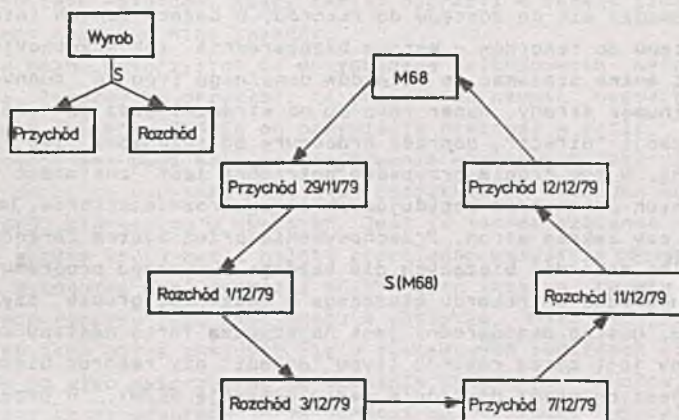 Wyrob
S
Przychód
Rozchód
M68
Przychód 29/11/79
Przychód 12/12/79
Rozchód 1/12/79
S(M68)
Rozchód 11/12/79
Rozchód 3/12/79
Przychód 7/12/79